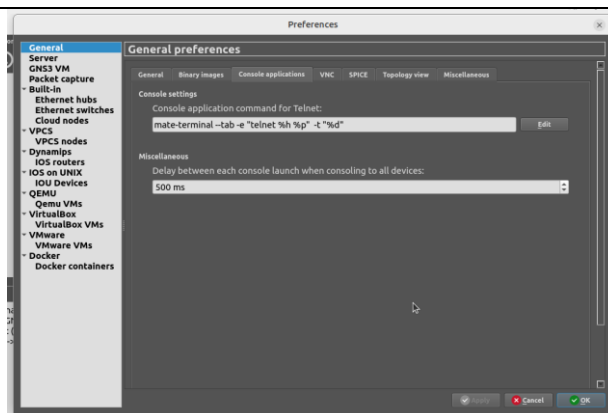 Preferences
General
Server
GNS3 VM
Packet capture
Built-in
Ethernet hubs
Ethernet switches
Cloud nodes
VPCS
VPCS nodes
Dynamips
IOS routers
IOS on UNIX
IOU Devices
QEMU
Qemu VMs
VirtualBox
VirtualBox VMs
VMware
VMware VMs
Docker
Docker containers
General preferences
General Binary images Console applications VNC SPICE Topology view Miscellaneous
Console settings
Console application command for Telnet:
mate-terminal --tab -e "telnet %h %p" -t "%d"
Edit
Miscellaneous
Delay between each console launch when consoling to all devices:
500 ms
Apply Cancel OK